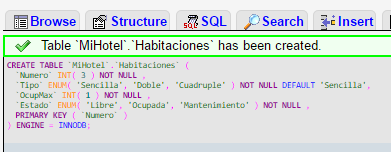 Browse Structure SQL Search Insert
Table `MiHotel`.`Habitaciones` has been created.
CREATE TABLE `MiHotel`.`Habitaciones` (
`Numero` INT( 3 ) NOT NULL ,
`Tipo` ENUM( 'Sencilla', 'Doble', 'Cuadruple' ) NOT NULL DEFAULT 'Sencilla',
`OcupMax` INT( 1 ) NOT NULL ,
`Estado` ENUM( 'Libre', 'Ocupada', 'Mantenimiento' ) NOT NULL ,
PRIMARY KEY ( `Numero` )
) ENGINE = INNODB;